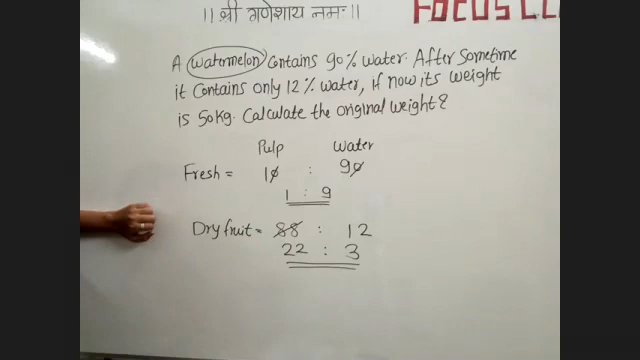 ।। श्री गणेशाय नमः ।।
FOCUS CL
A Watermelon Contains 90% water. After Sometime
it Contains only 12% water, if now its weight
is 50Kg. Calculate the original weight?
Pulp Water
Fresh = 10 : 90
1 : 9
Dry fruit = 88 : 12
22 : 3